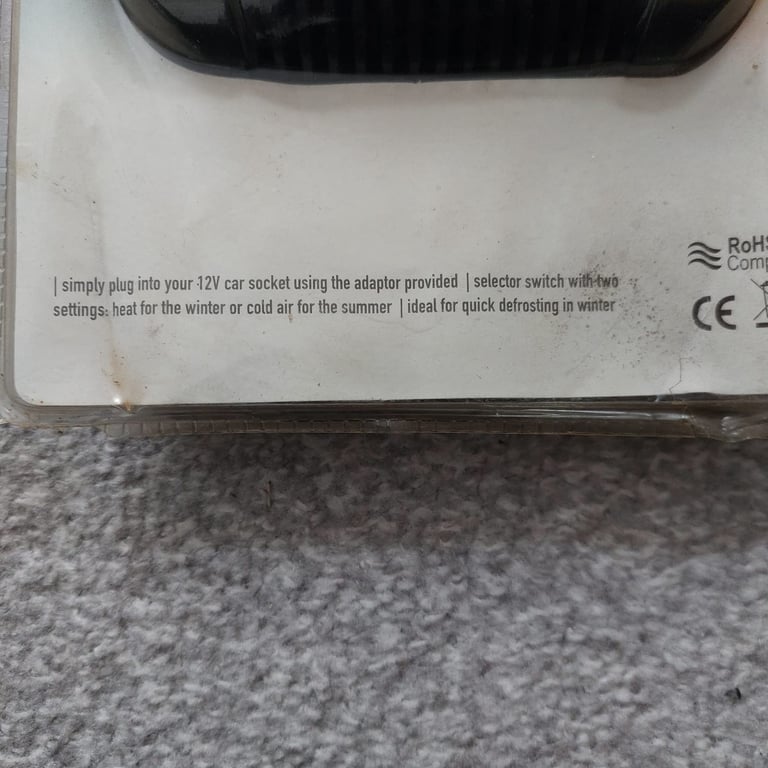 | simply plug into your 12V car socket using the adaptor provided | selector switch with two
settings: heat for the winter or cold air for the summer | ideal for quick defrosting in winter
RoHS
Comp
CE